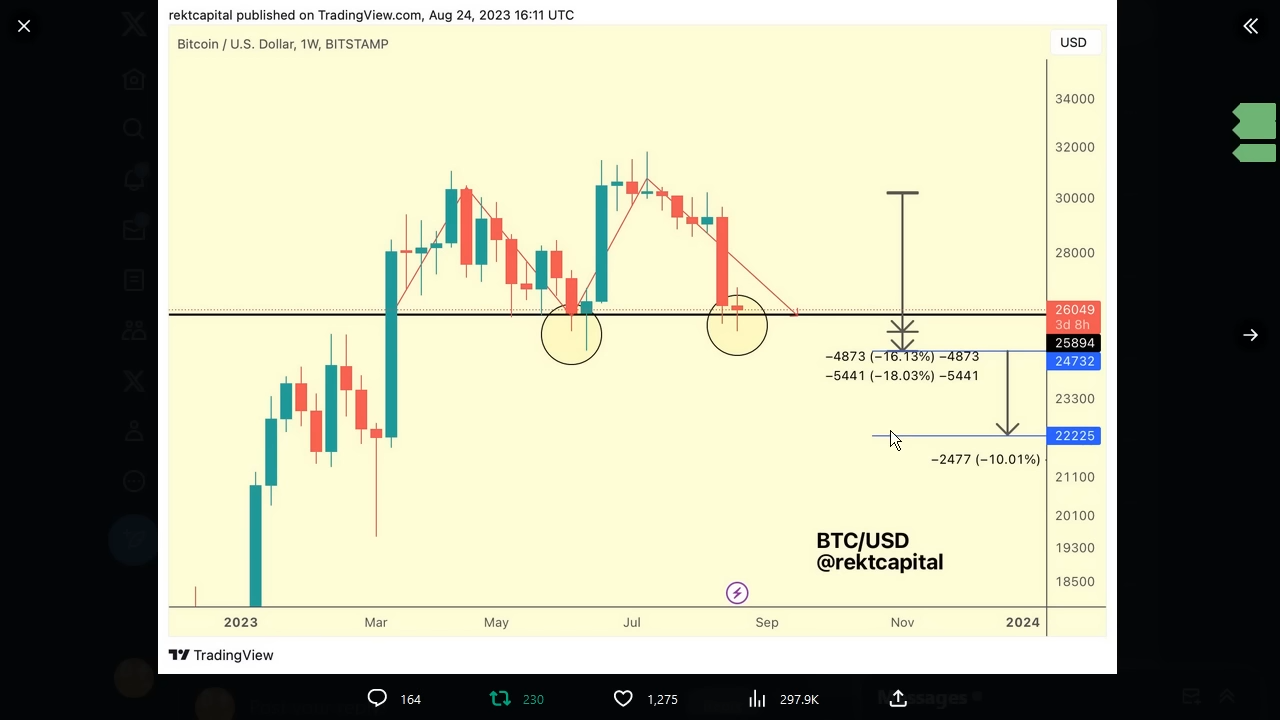 rektcapital published on TradingView.com, Aug 24, 2023 16:11 UTC
Bitcoin / U.S. Dollar, 1W, BITSTAMP
USD
34000
32000
30000
28000
26049
3d 8h
25894
24732
−4873 (−16.13%) −4873
−5441 (−18.03%) −5441
23300
22225
−2477 (−10.01%)
21100
20100
19300
18500
BTC/USD
@rektcapital
2023 Mar May Jul Sep Nov 2024
TradingView
164 230 1,275 297.9K
Messages